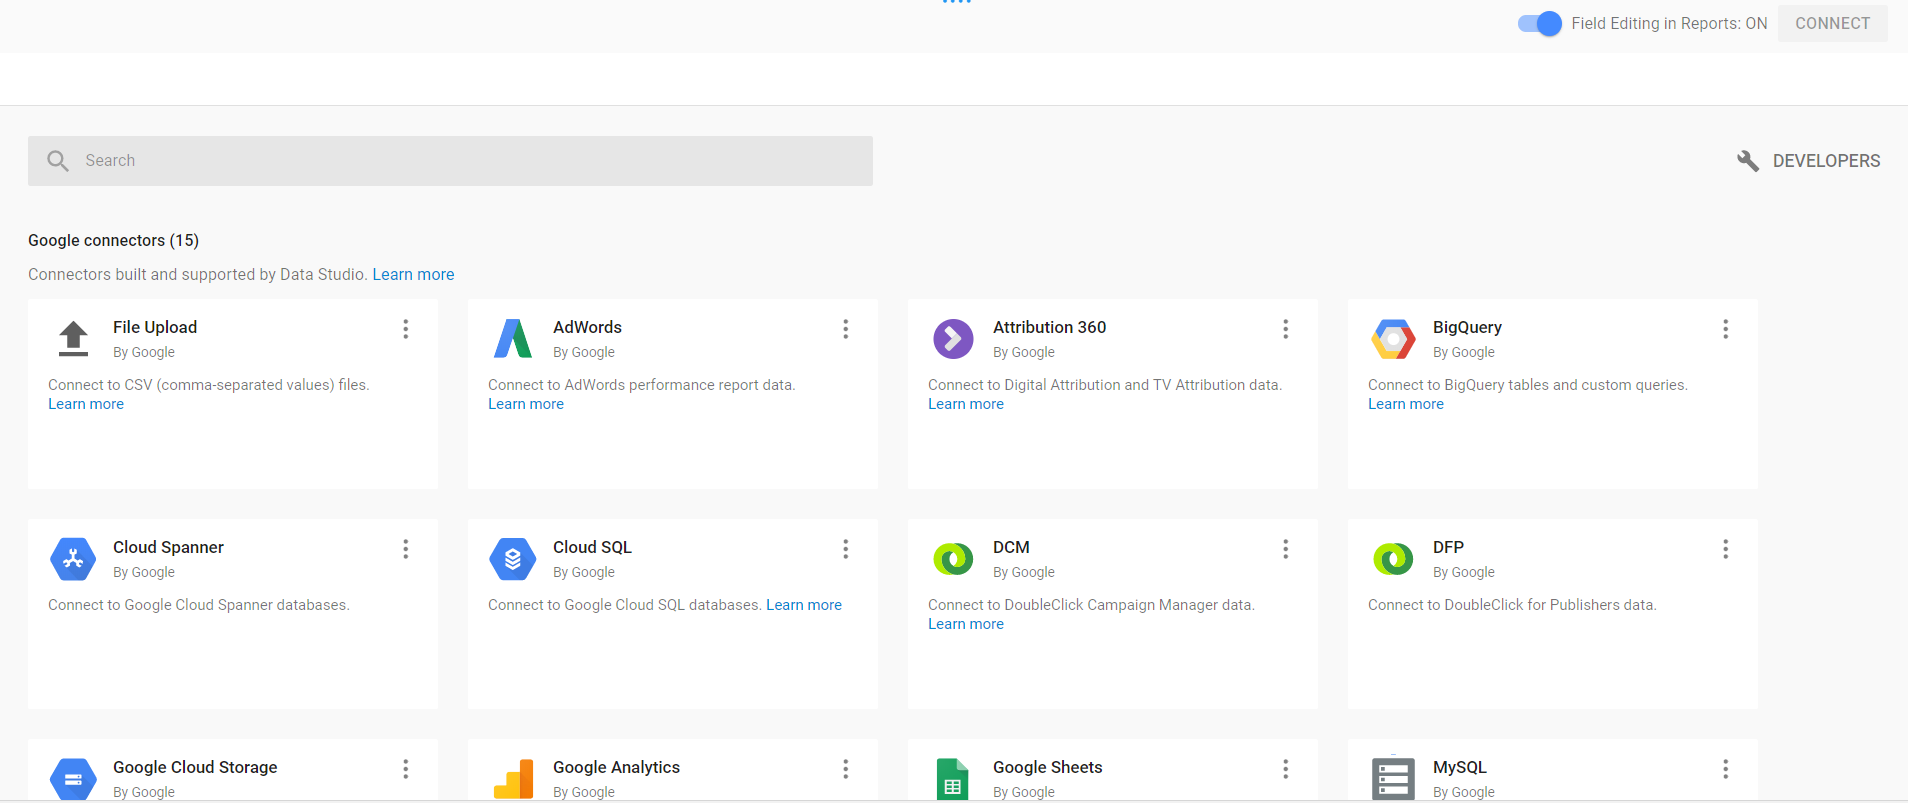 Field Editing in Reports: ON
CONNECT
Search
DEVELOPERS
Google connectors (15)
Connectors built and supported by Data Studio. Learn more
File Upload
By Google
Connect to CSV (comma-separated values) files.
Learn more
AdWords
By Google
Connect to AdWords performance report data.
Learn more
Attribution 360
By Google
Connect to Digital Attribution and TV Attribution data.
Learn more
BigQuery
By Google
Connect to BigQuery tables and custom queries.
Learn more
Cloud Spanner
By Google
Connect to Google Cloud Spanner databases.
Cloud SQL
By Google
Connect to Google Cloud SQL databases. Learn more
DCM
By Google
Connect to DoubleClick Campaign Manager data.
Learn more
DFP
By Google
Connect to DoubleClick for Publishers data.
Google Cloud Storage
By Google
Google Analytics
By Google
Google Sheets
By Google
MySQL
By Google